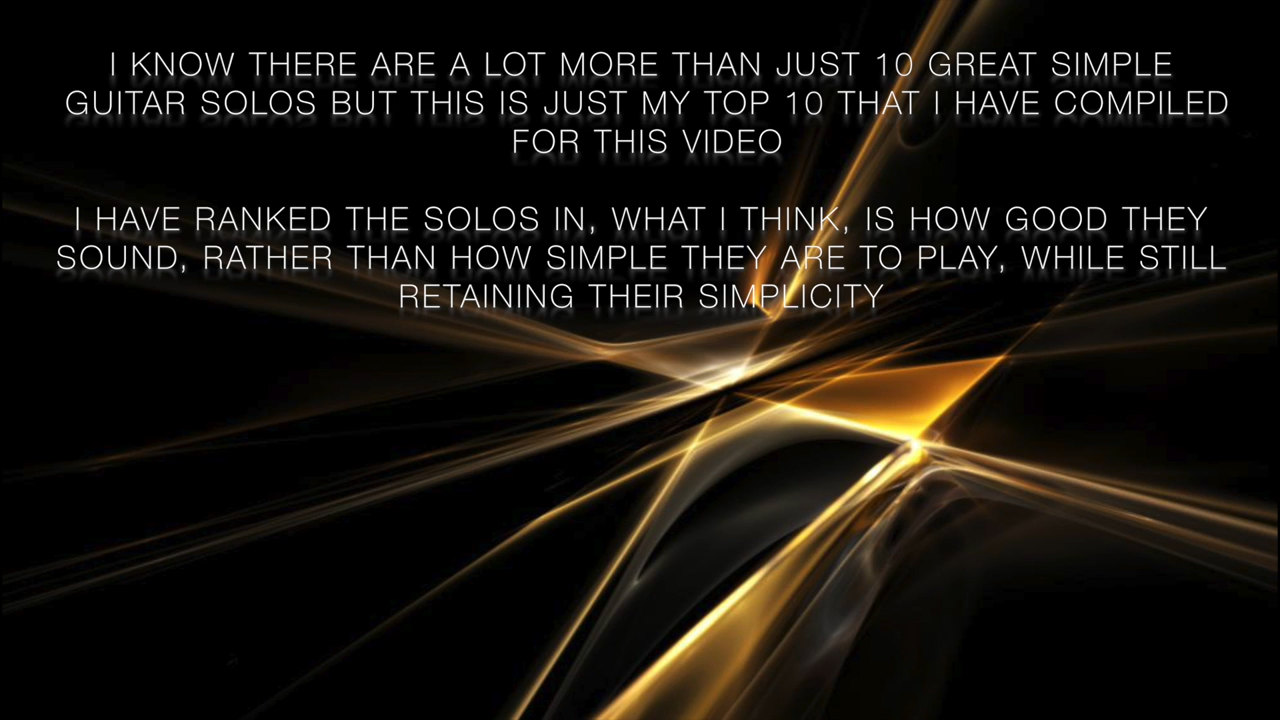 I KNOW THERE ARE A LOT MORE THAN JUST 10 GREAT SIMPLE
GUITAR SOLOS BUT THIS IS JUST MY TOP 10 THAT I HAVE COMPILED
FOR THIS VIDEO
I HAVE RANKED THE SOLOS IN, WHAT I THINK, IS HOW GOOD THEY
SOUND, RATHER THAN HOW SIMPLE THEY ARE TO PLAY, WHILE STILL
RETAINING THEIR SIMPLICITY